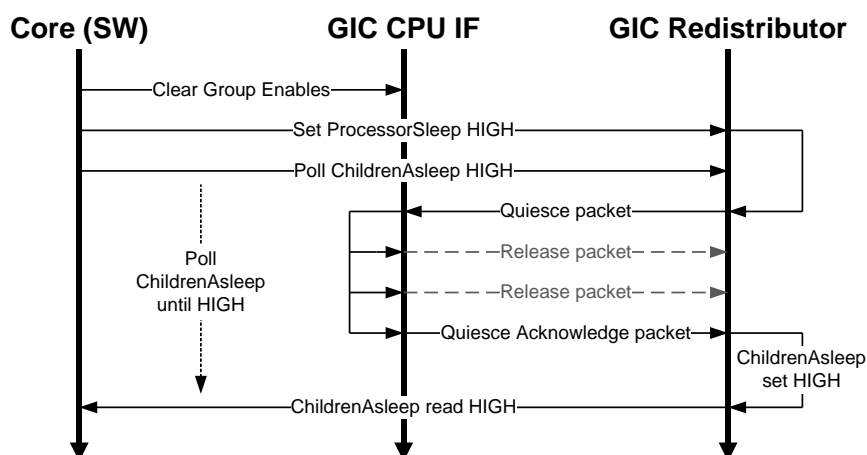 Core (SW)
GIC CPU IF
GIC Redistributor
Clear Group Enables
Set ProcessorSleep HIGH
Poll ChildrenAsleep HIGH
Quiesce packet
Poll
ChildrenAsleep
until HIGH
Release packet
Release packet
Quiesce Acknowledge packet
ChildrenAsleep
set HIGH
ChildrenAsleep read HIGH